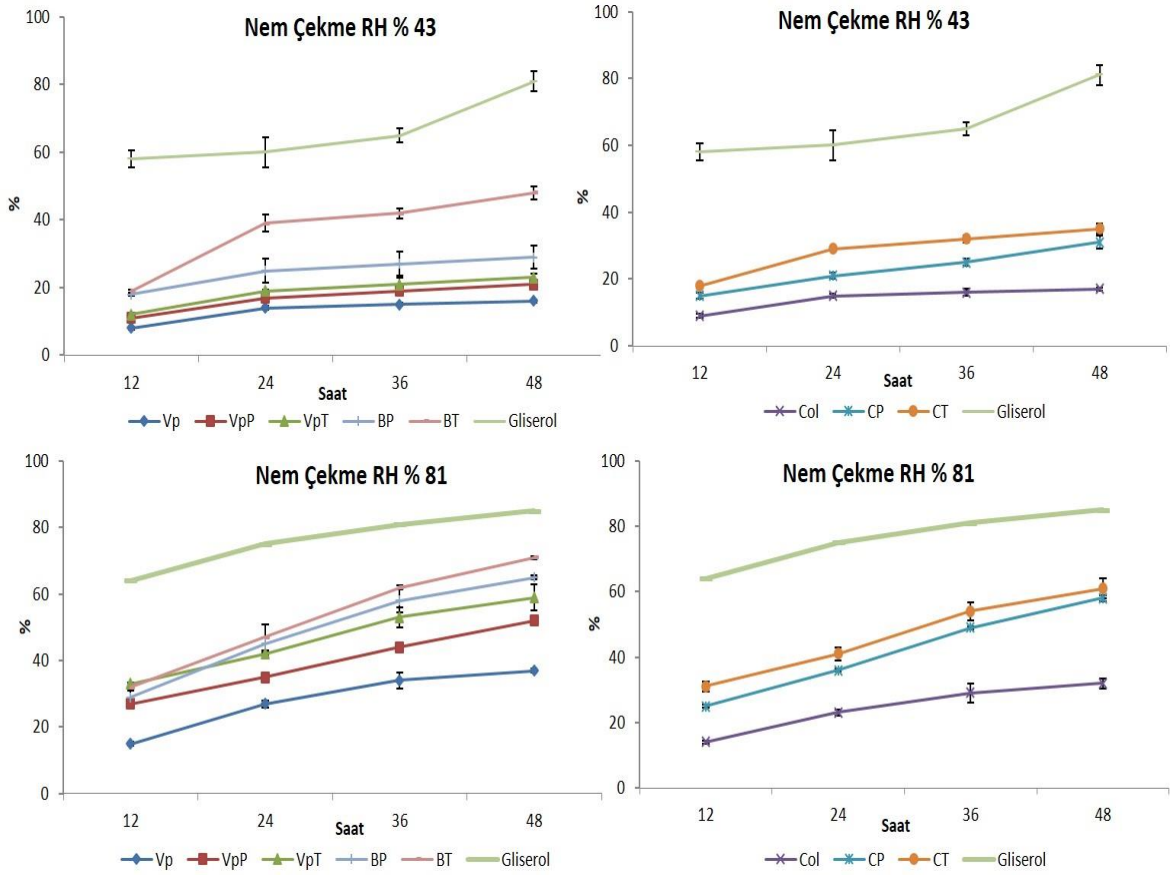 Nem Çekme RH % 43
100
80
60
40
20
0
%
12 24 36 48
Saat
Vp VpP VpT BP BT Gliserol
Nem Çekme RH % 43
100
80
60
40
20
0
%
12 24 36 48
Saat
Col CP CT Gliserol
Nem Çekme RH % 81
100
80
60
40
20
0
%
12 24 36 48
Saat
Vp VpP VpT BP BT Gliserol
Nem Çekme RH % 81
100
80
60
40
20
0
%
12 24 36 48
Saat
Col CP CT Gliserol